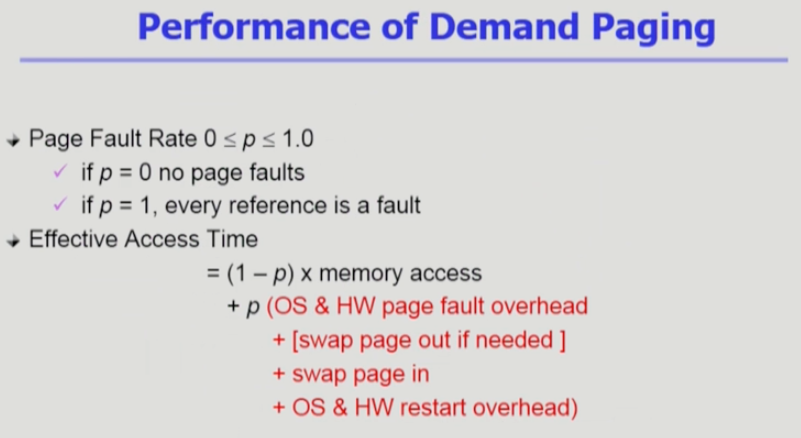 Performance of Demand Paging
Page Fault Rate 0 ≤ p ≤ 1.0
if p = 0 no page faults
if p = 1, every reference is a fault
Effective Access Time
= (1 – p) x memory access
+ p (OS & HW page fault overhead
+ [swap page out if needed ]
+ swap page in
+ OS & HW restart overhead)